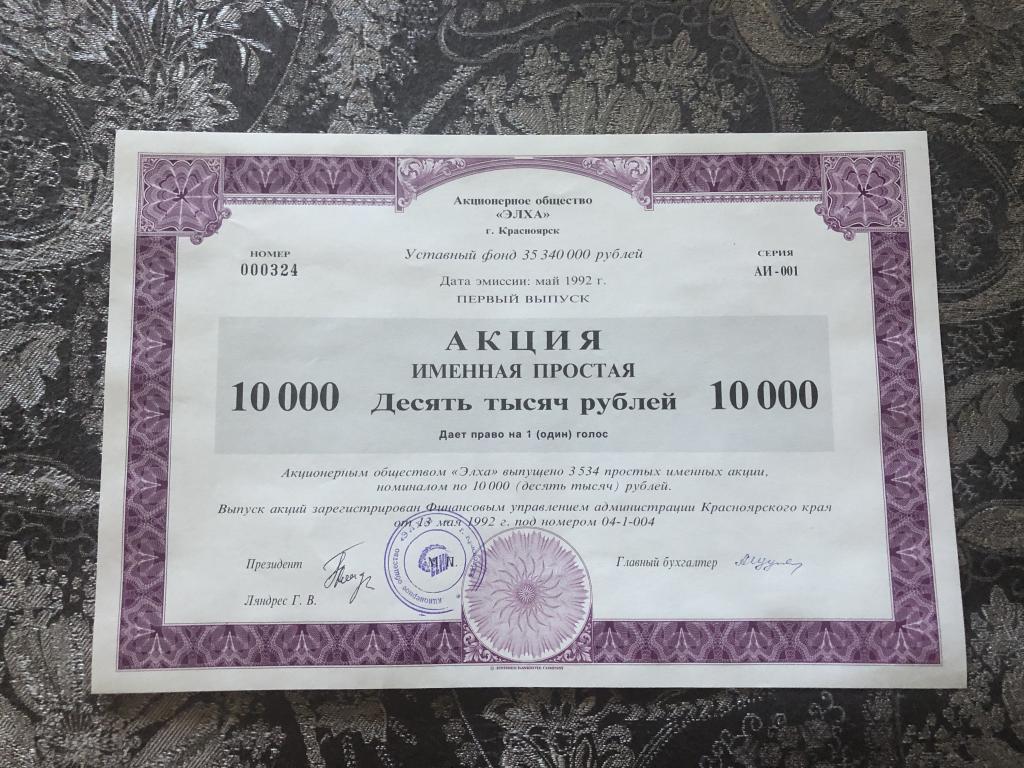 Акционерное общество
«ЭЛХА»
г. Красноярск
НОМЕР
000324
Уставный фонд 35 340 000 рублей
СЕРИЯ
АИ - 001
Дата эмиссии: май 1992 г.
ПЕРВЫЙ ВЫПУСК
АКЦИЯ
ИМЕННАЯ ПРОСТАЯ
10 000 Десять тысяч рублей 10 000
Дает право на 1 (один) голос
Акционерным обществом «Элха» выпущено 3 534 простых именных акции,
номиналом по 10 000 (десять тысяч) рублей.
Выпуск акций зарегистрирован Финансовым управлением администрации Красноярского края
от 13 мая 1992 г. под номером 04-1-004
Президент
Главный бухгалтер
Ляндрес Г. В.